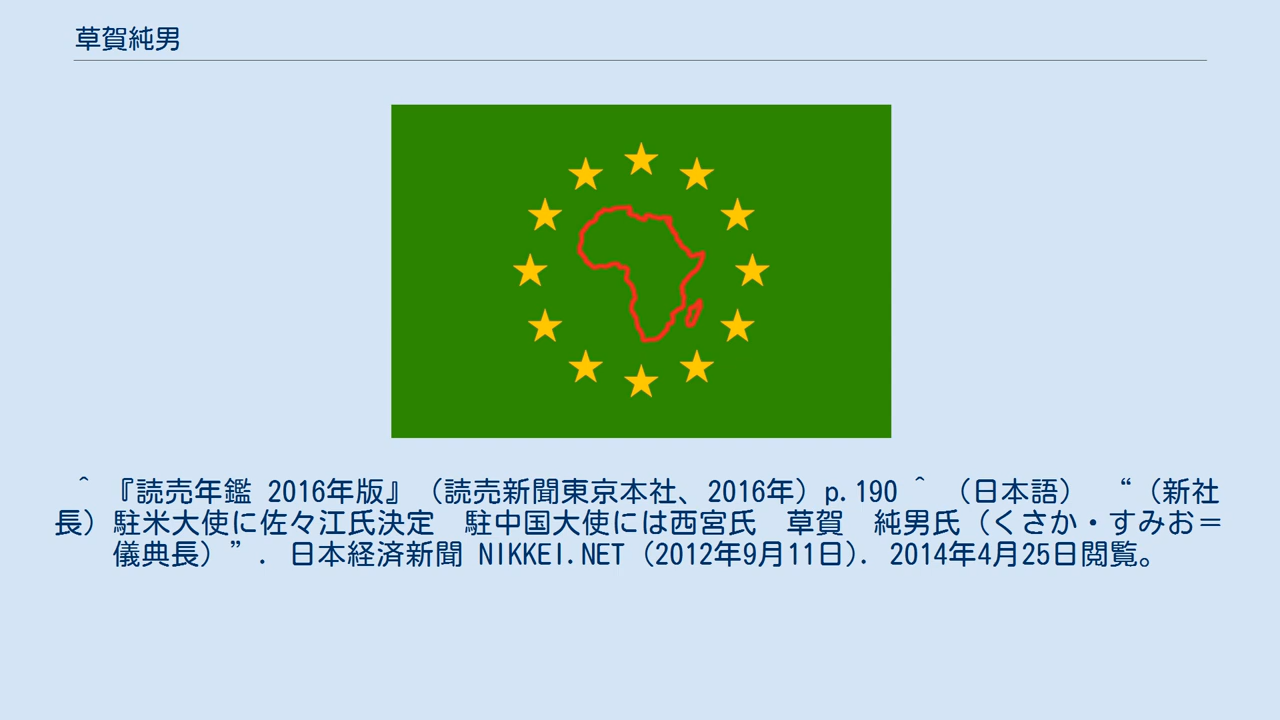 草賀純男
^ 『読売年鑑 2016年版』（読売新聞東京本社、2016年）p.190 ^ （日本語） “（新社
長）駐米大使に佐々江氏決定　駐中国大使には西宮氏　草賀　純男氏（くさか・すみお＝
儀典長）”. 日本経済新聞 NIKKEI.NET (2012年9月11日). 2014年4月25日閲覧。